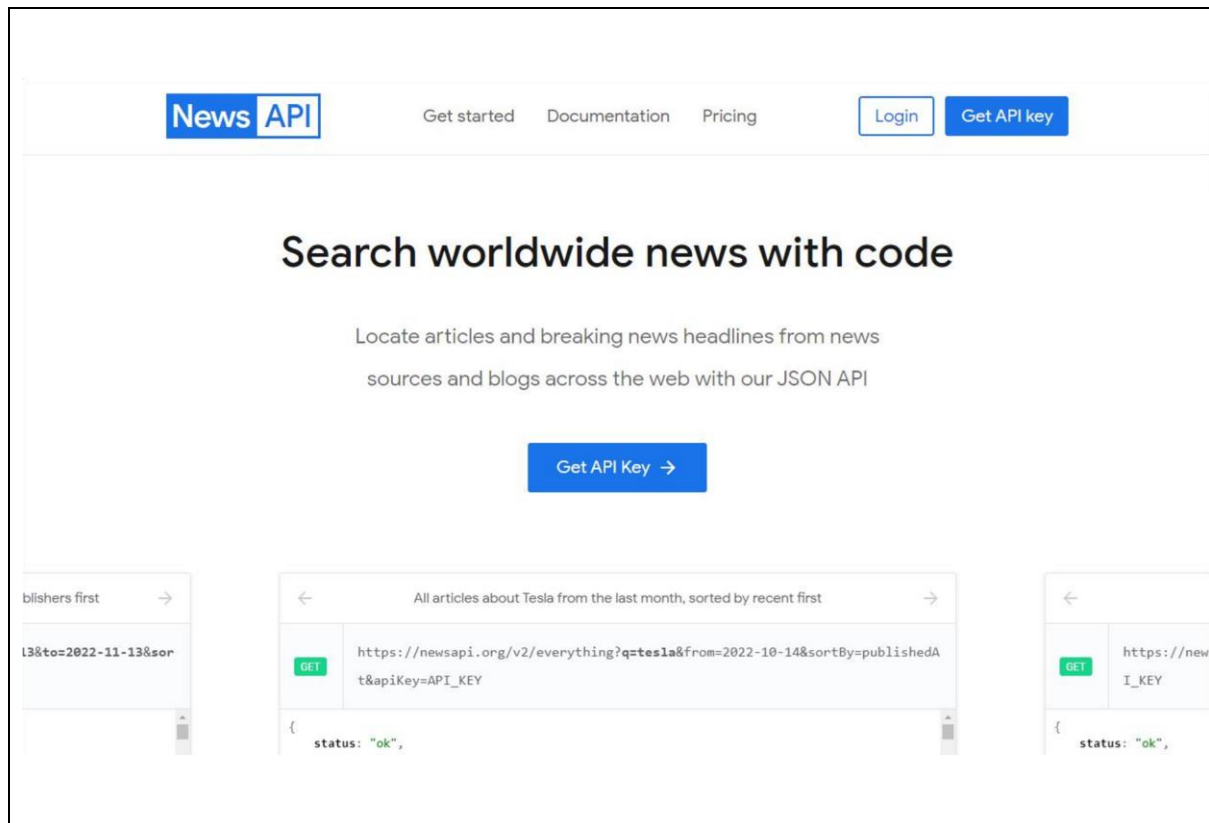 News API
Get started
Documentation
Pricing
Login
Get API key
Search worldwide news with code
Locate articles and breaking news headlines from news
sources and blogs across the web with our JSON API
Get API Key →
blishers first →
13&to=2022-11-13&sor
← All articles about Tesla from the last month, sorted by recent first →
GET
https://newsapi.org/v2/everything?q=tesla&from=2022-10-14&sortBy=publishedA
t&apiKey=API_KEY
{
status: "ok",
←
GET
https://new
I_KEY
{
status: "ok",